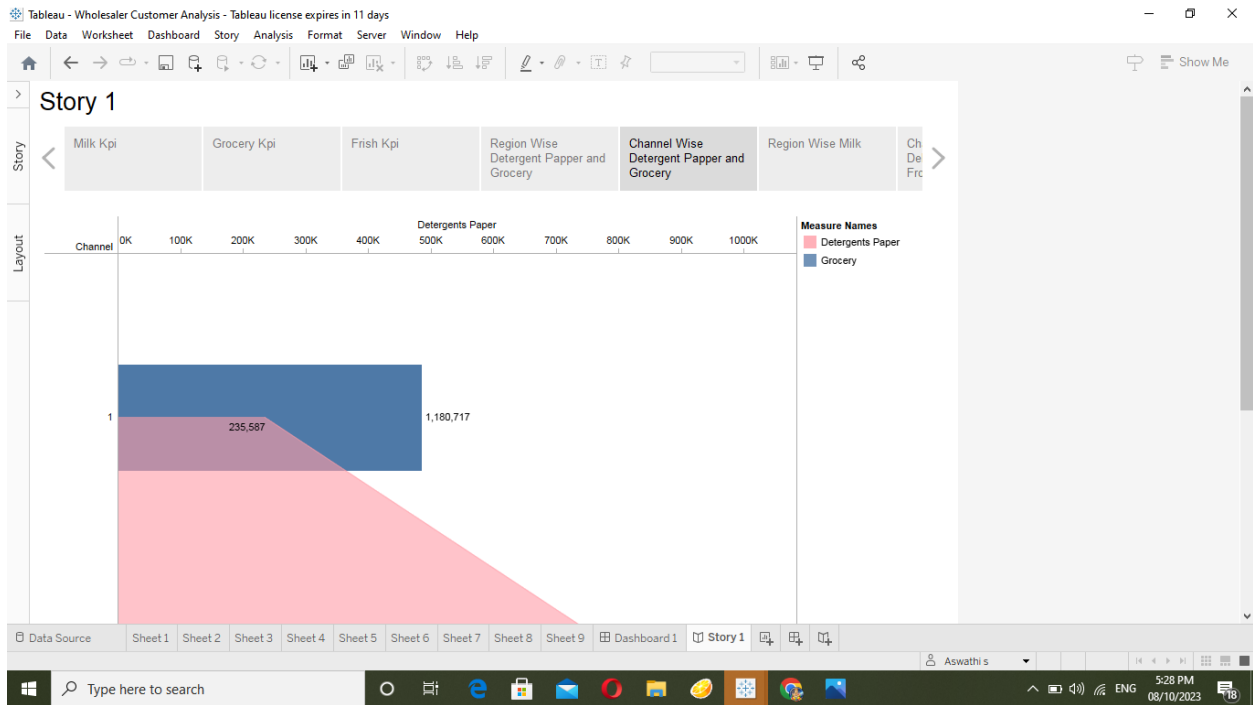 Tableau - Wholesaler Customer Analysis - Tableau license expires in 11 days
File Data Worksheet Dashboard Story Analysis Format Server Window Help
Show Me
Story
Layout
Story 1
Milk Kpi
Grocery Kpi
Frish Kpi
Region Wise
Detergent Papper and
Grocery
Channel Wise
Detergent Papper and
Grocery
Region Wise Milk
Ch
De
Frc
Detergents Paper
Channel 0K 100K 200K 300K 400K 500K 600K 700K 800K 900K 1000K
Measure Names
Detergents Paper
Grocery
1
235,587
1,180,717
Data Source Sheet 1 Sheet 2 Sheet 3 Sheet 4 Sheet 5 Sheet 6 Sheet 7 Sheet 8 Sheet 9 Dashboard 1 Story 1
Aswathi s
Type here to search
ENG
5:28 PM
08/10/2023
18